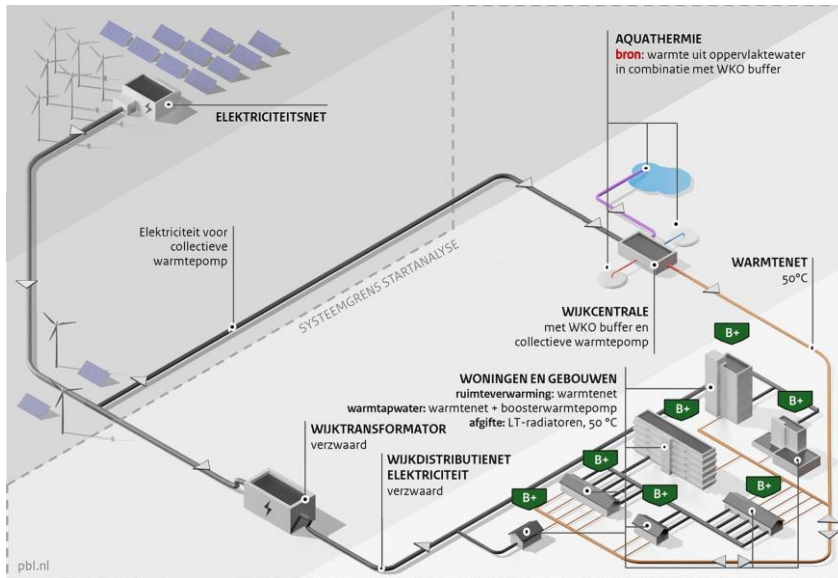 AQUATHERMIE
bron: warmte uit oppervlaktewater
in combinatie met WKO buffer
ELEKTRICITEITSNET
Elektriciteit voor
collectieve
warmtepomp
SYSTEEMGRENS STARTANALYSE
WARMTENET
50°C
WIJKCENTRALE
met WKO buffer en
collectieve warmtepomp
B+
WONINGEN EN GEBOUWEN
ruimteverwarming: warmtenet
warmtapwater: warmtenet + boosterwarmtepomp
afgifte: LT-radiatoren, 50 °C
B+
B+
WIJKTRANSFORMATOR
verzwaard
WIJKDISTRIBUTIENET
ELEKTRICITEIT
verzwaard
B+
B+
B+
B+
pbl.nl